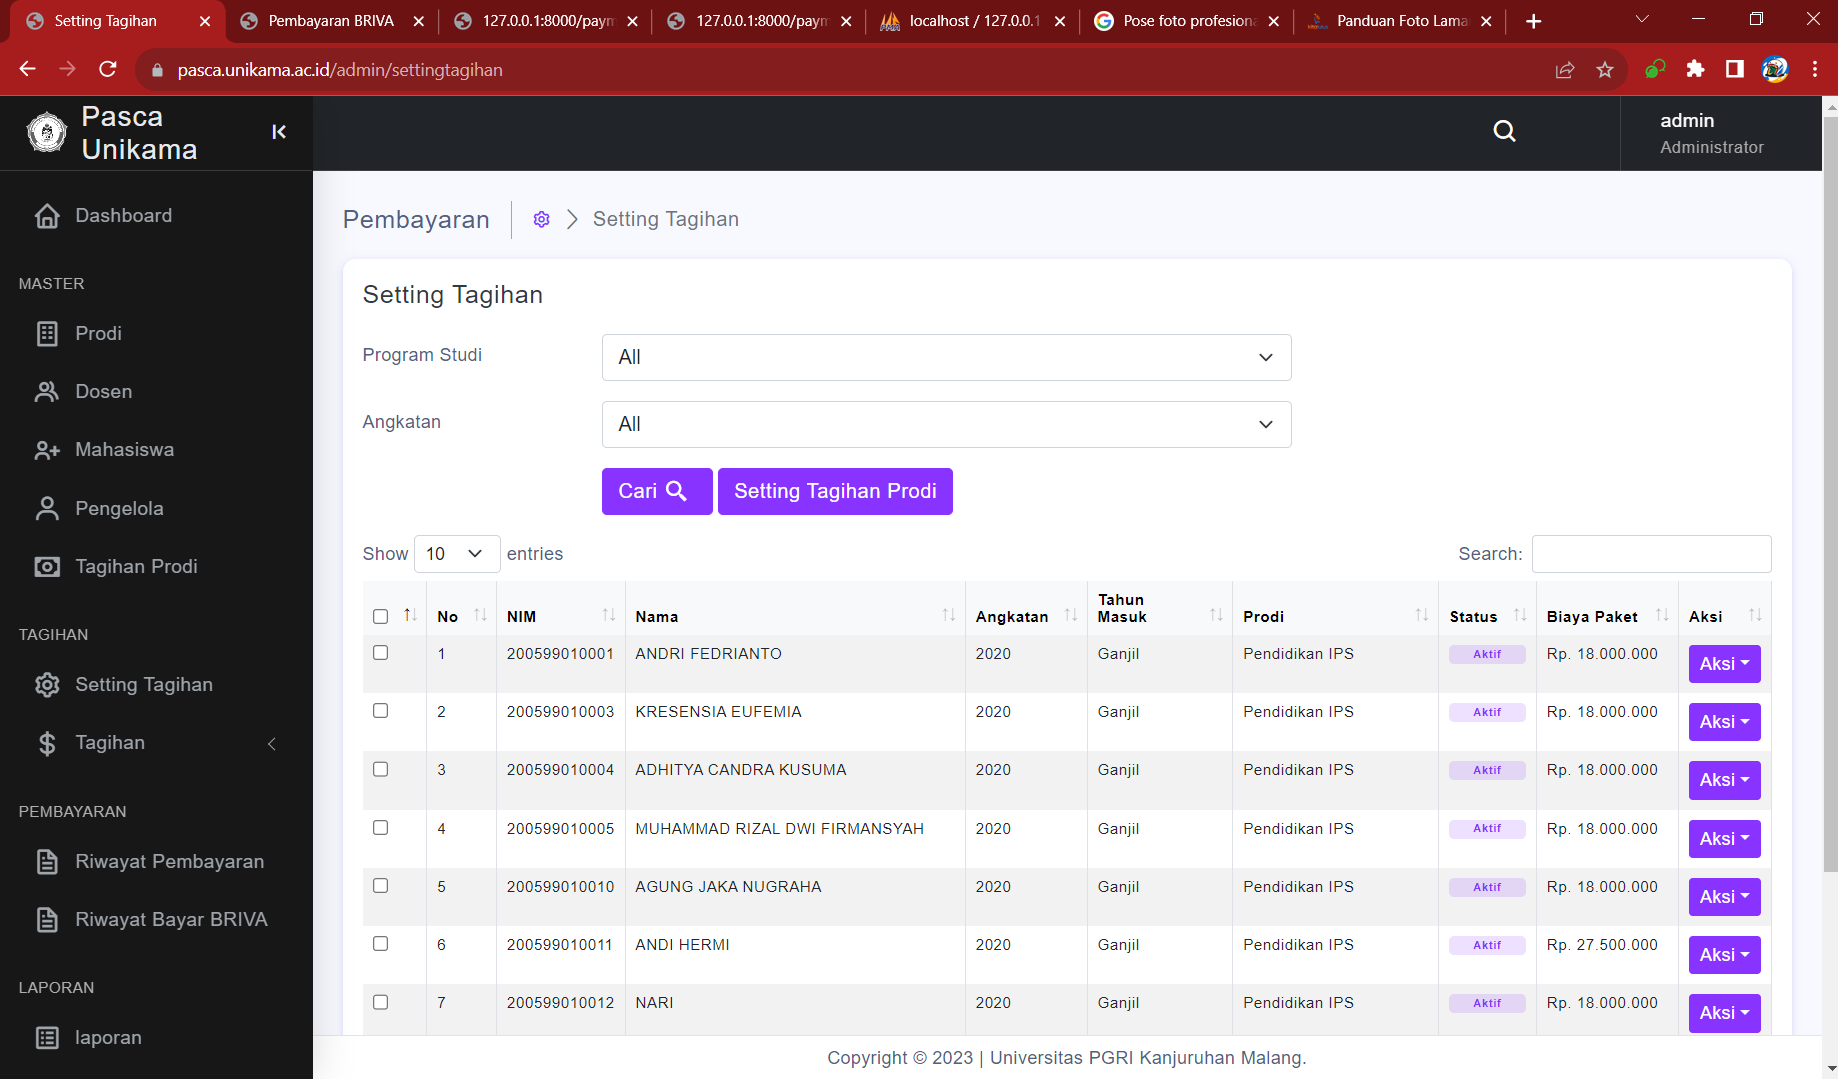 Setting Tagihan
Pembayaran BRIVA
127.0.0.1:8000/paym
127.0.0.1:8000/paym
localhost / 127.0.0.1
Pose foto profesiona
Panduan Foto Lama
pasca.unikama.ac.id/admin/settingtagihan
Pasca
Unikama
admin
Administrator
Dashboard
MASTER
Prodi
Dosen
Mahasiswa
Pengelola
Tagihan Prodi
TAGIHAN
Setting Tagihan
Tagihan
PEMBAYARAN
Riwayat Pembayaran
Riwayat Bayar BRIVA
LAPORAN
laporan
Pembayaran
Setting Tagihan
Setting Tagihan
Program Studi
All
Angkatan
All
Cari
Setting Tagihan Prodi
Show 10 entries
Search:
No NIM Nama Angkatan Tahun Masuk Prodi Status Biaya Paket Aksi
1 200599010001 ANDRI FEDRIANTO 2020 Ganjil Pendidikan IPS Aktif Rp. 18.000.000 Aksi
2 200599010003 KRESENSIA EUFEMIA 2020 Ganjil Pendidikan IPS Aktif Rp. 18.000.000 Aksi
3 200599010004 ADHITYA CANDRA KUSUMA 2020 Ganjil Pendidikan IPS Aktif Rp. 18.000.000 Aksi
4 200599010005 MUHAMMAD RIZAL DWI FIRMANSYAH 2020 Ganjil Pendidikan IPS Aktif Rp. 18.000.000 Aksi
5 200599010010 AGUNG JAKA NUGRAHA 2020 Ganjil Pendidikan IPS Aktif Rp. 18.000.000 Aksi
6 200599010011 ANDI HERMI 2020 Ganjil Pendidikan IPS Aktif Rp. 27.500.000 Aksi
7 200599010012 NARI 2020 Ganjil Pendidikan IPS Aktif Rp. 18.000.000 Aksi
Copyright © 2023 | Universitas PGRI Kanjuruhan Malang.